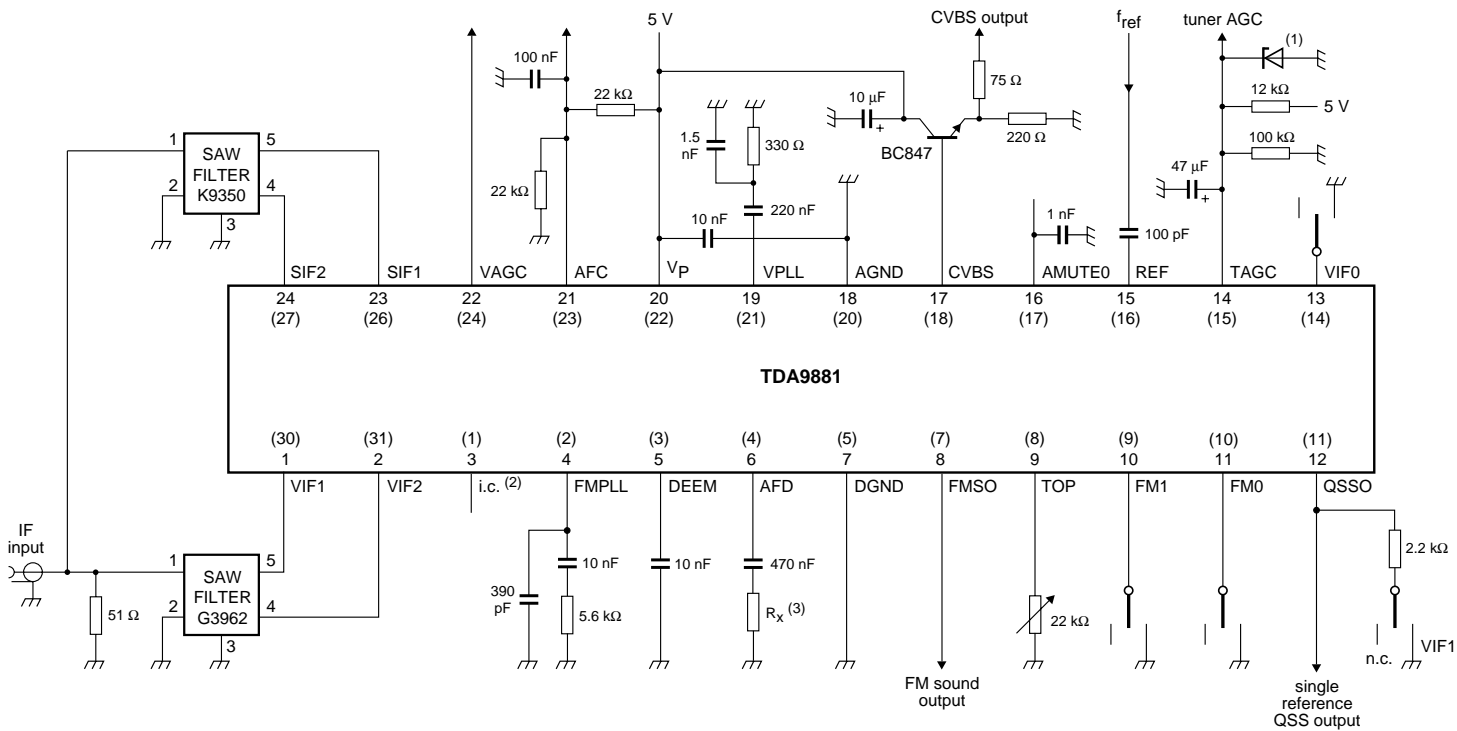 5 V
CVBS output
fref
tuner AGC
(1)
100 nF
22 kΩ
10 μF
+
75 Ω
12 kΩ
5 V
1.5
nF
330 Ω
BC847
220 Ω
100 kΩ
47 μF
+
1
5
2
4
3
SAW
FILTER
K9350
22 kΩ
10 nF
220 nF
1 nF
100 pF
SIF2
SIF1
VAGC
AFC
VP
VPLL
AGND
CVBS
AMUTE0
REF
TAGC
VIF0
24
23
22
21
20
19
18
17
16
15
14
13
(27)
(26)
(24)
(23)
(22)
(21)
(20)
(18)
(17)
(16)
(15)
(14)
TDA9881
(30)
(31)
(1)
(2)
(3)
(4)
(5)
(7)
(8)
(9)
(10)
(11)
1
2
3
4
5
6
7
8
9
10
11
12
VIF1
VIF2
i.c. (2)
FMPLL
DEEM
AFD
DGND
FMSO
TOP
FM1
FM0
QSSO
IF
input
51 Ω
1
5
2
4
3
SAW
FILTER
G3962
390
pF
10 nF
5.6 kΩ
10 nF
470 nF
Rx (3)
22 kΩ
2.2 kΩ
n.c.
VIF1
FM sound
output
single
reference
QSS output